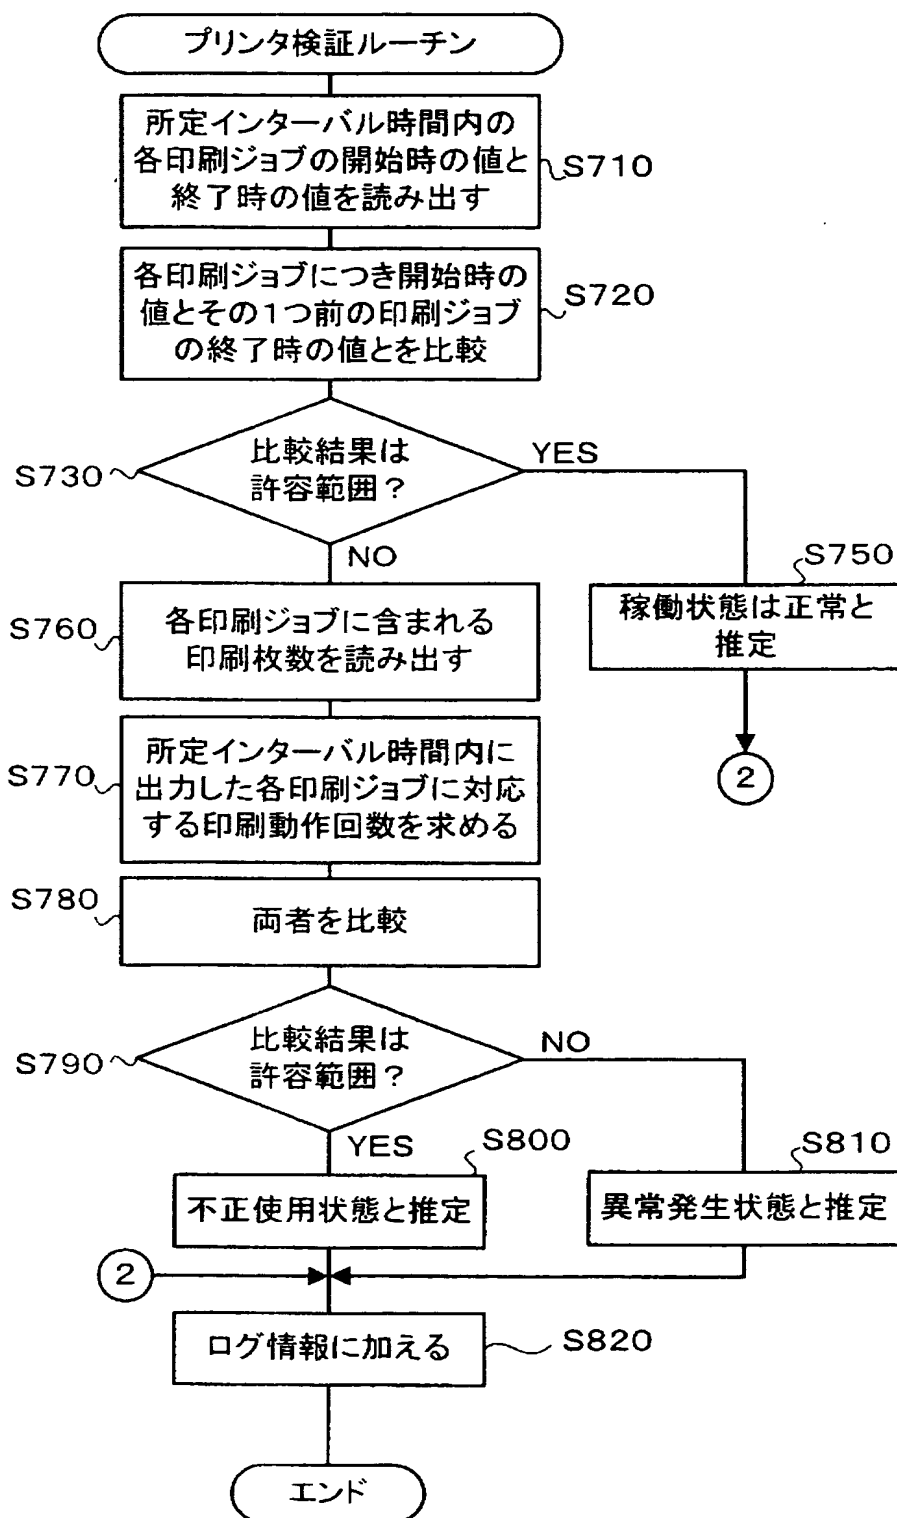 プリンタ検証ルーチン
所定インターバル時間内の
各印刷ジョブの開始時の値と
終了時の値を読み出す
S710
各印刷ジョブにつき開始時の
値とその1つ前の印刷ジョブ
の終了時の値とを比較
S720
比較結果は
許容範囲?
S730
YES
NO
S750
稼働状態は正常と
推定
2
S760
各印刷ジョブに含まれる
印刷枚数を読み出す
S770
所定インターバル時間内に
出力した各印刷ジョブに対応
する印刷動作回数を求める
S780
両者を比較
S790
比較結果は
許容範囲?
NO
YES
S800
不正使用状態と推定
S810
異常発生状態と推定
2
ログ情報に加える
S820
エンド